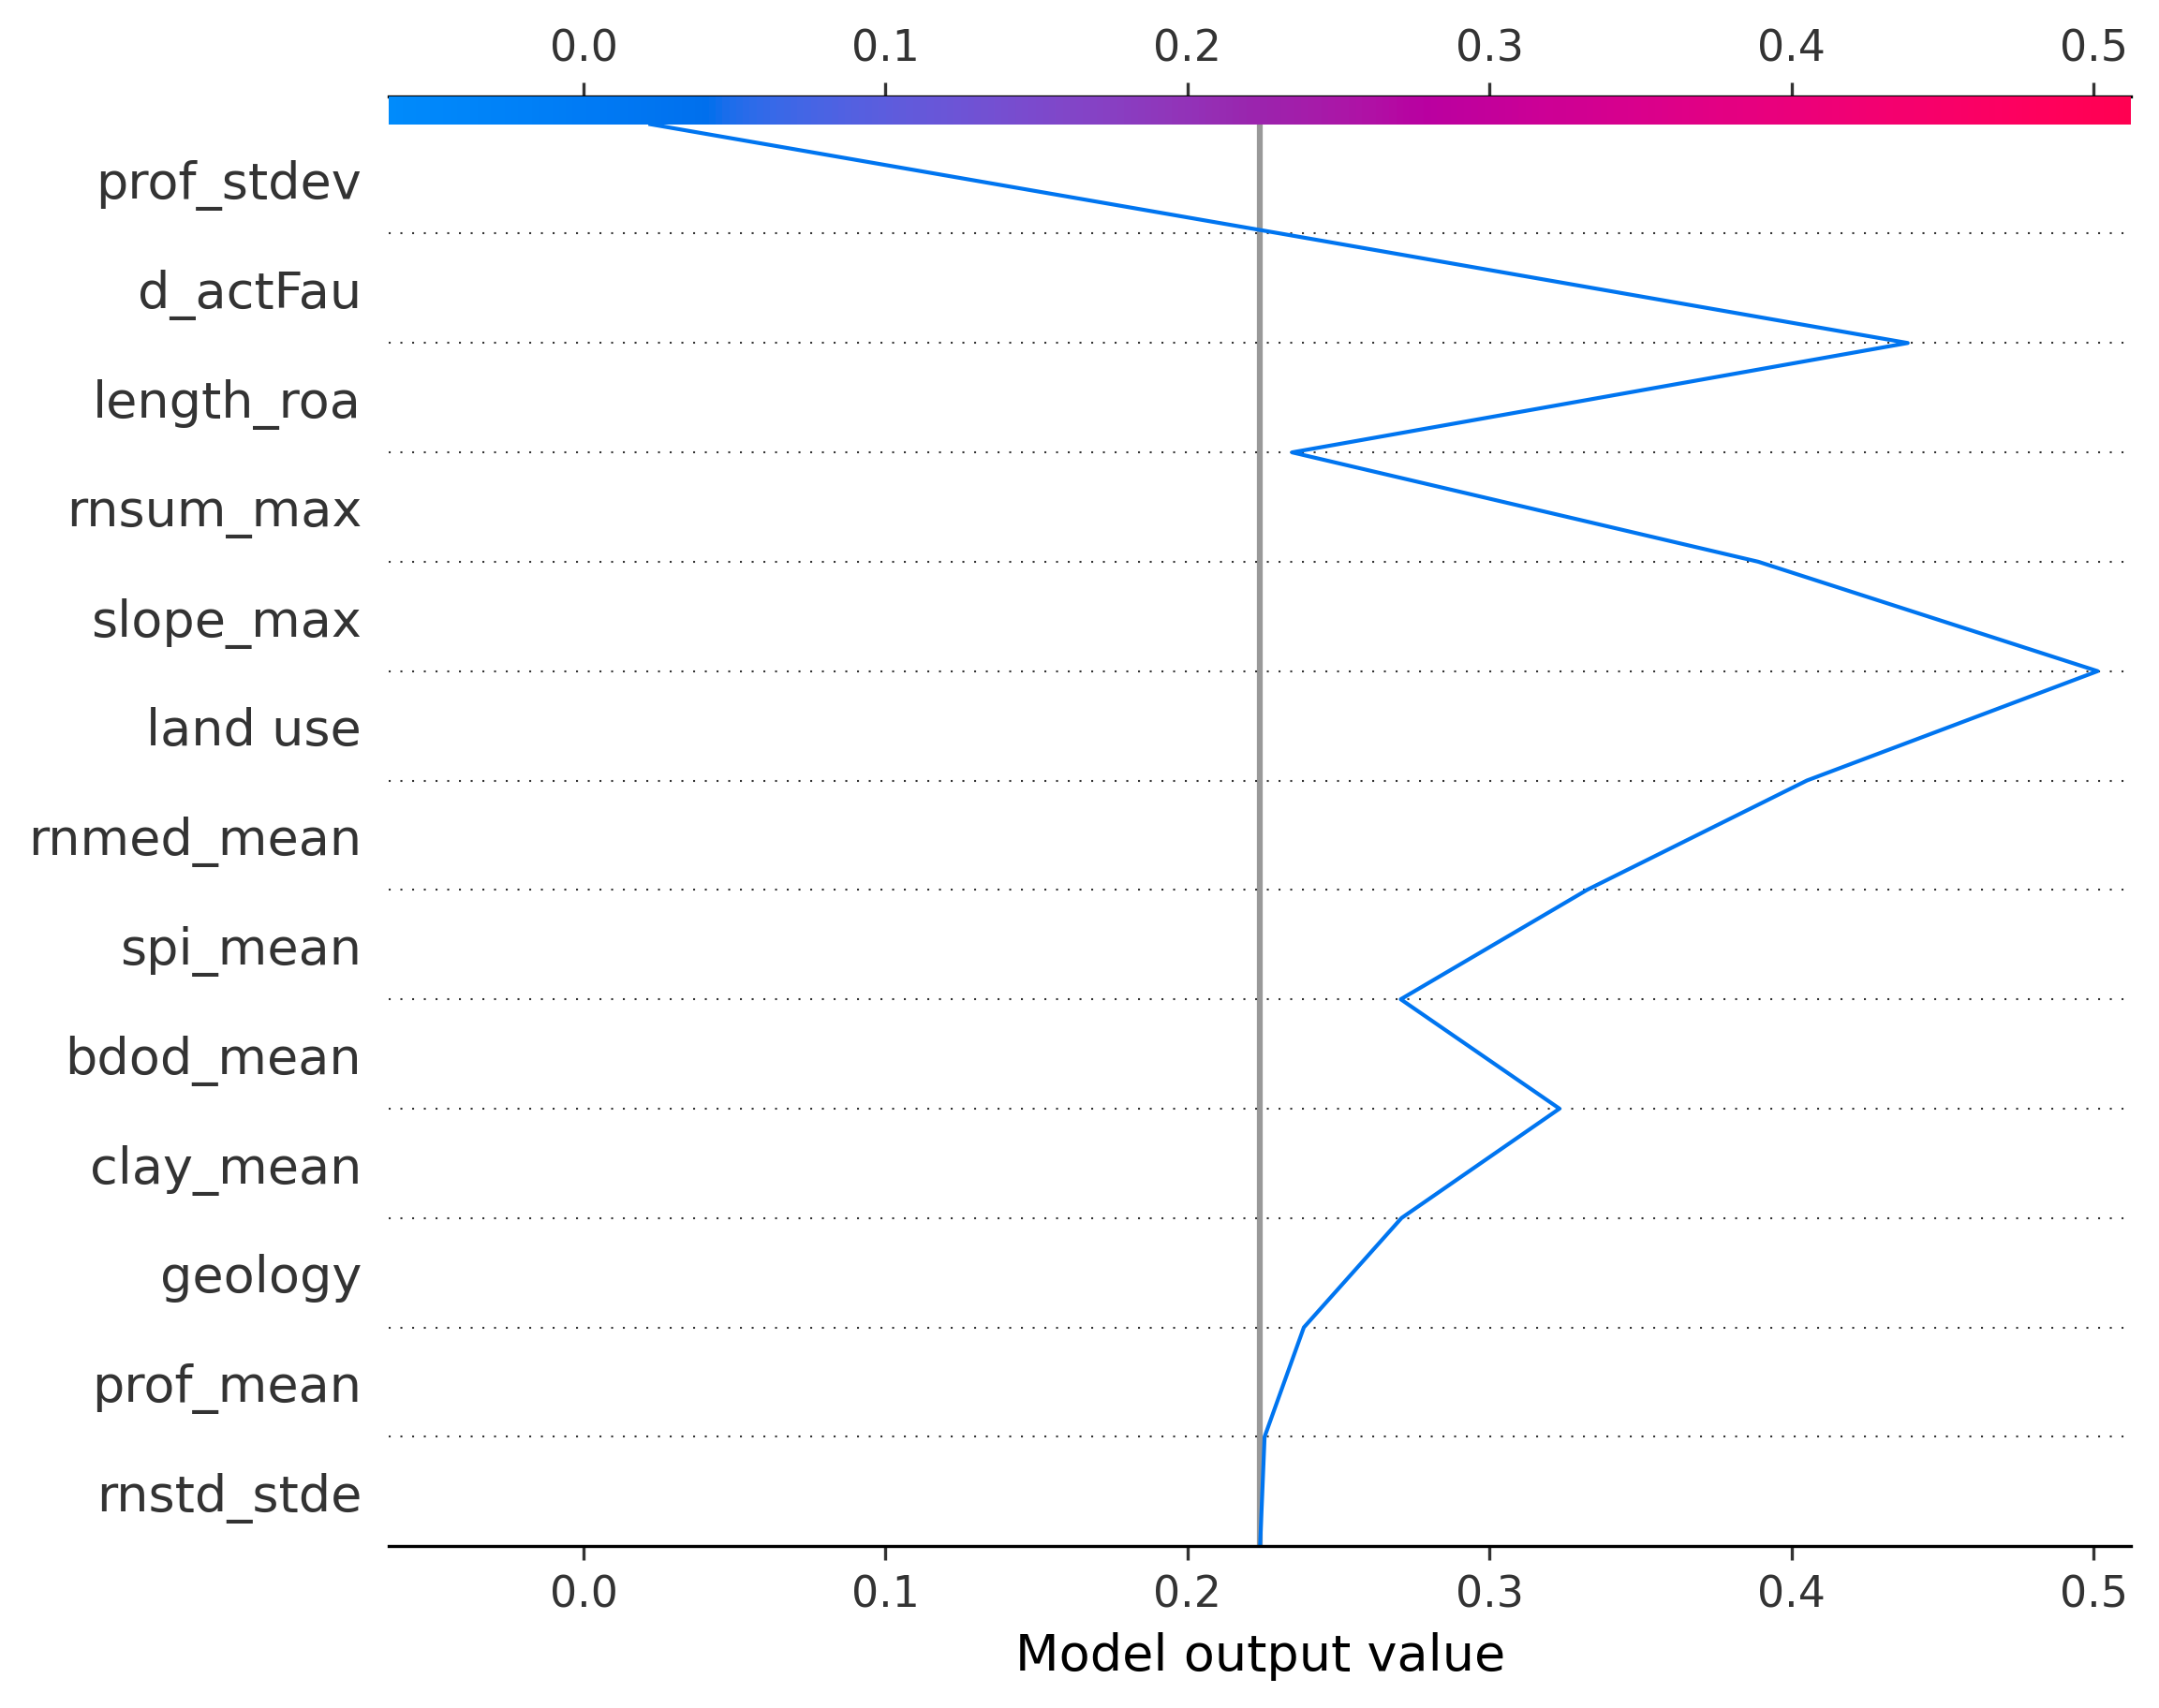 0.0 0.1 0.2 0.3 0.4 0.5
prof_stdev
d_actFau
length_roa
rnsum_max
slope_max
land use
rnmed_mean
spi_mean
bdod_mean
clay_mean
geology
prof_mean
rnstd_stde
0.0 0.1 0.2 0.3 0.4 0.5
Model output value